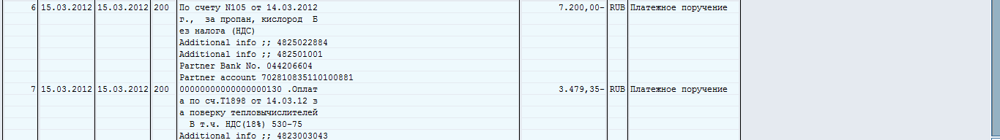 6 15.03.2012 15.03.2012 200 По счету N105 от 14.03.2012 7.200,00- RUB Платежное поручение
г., за пропан, кислород Б
ез налога (НДС)
Additional info ;; 4825022884
Additional info ;; 482501001
Partner Bank No. 044206604
Partner account 702810835110100881
7 15.03.2012 15.03.2012 200 00000000000000000130 .Оплат 3.479,35- RUB Платежное поручение
а по сч.Т1898 от 14.03.12 з
а поверку тепловычислителей
В т.ч. НДС(18%) 530-75
Additional info ;; 4823003043